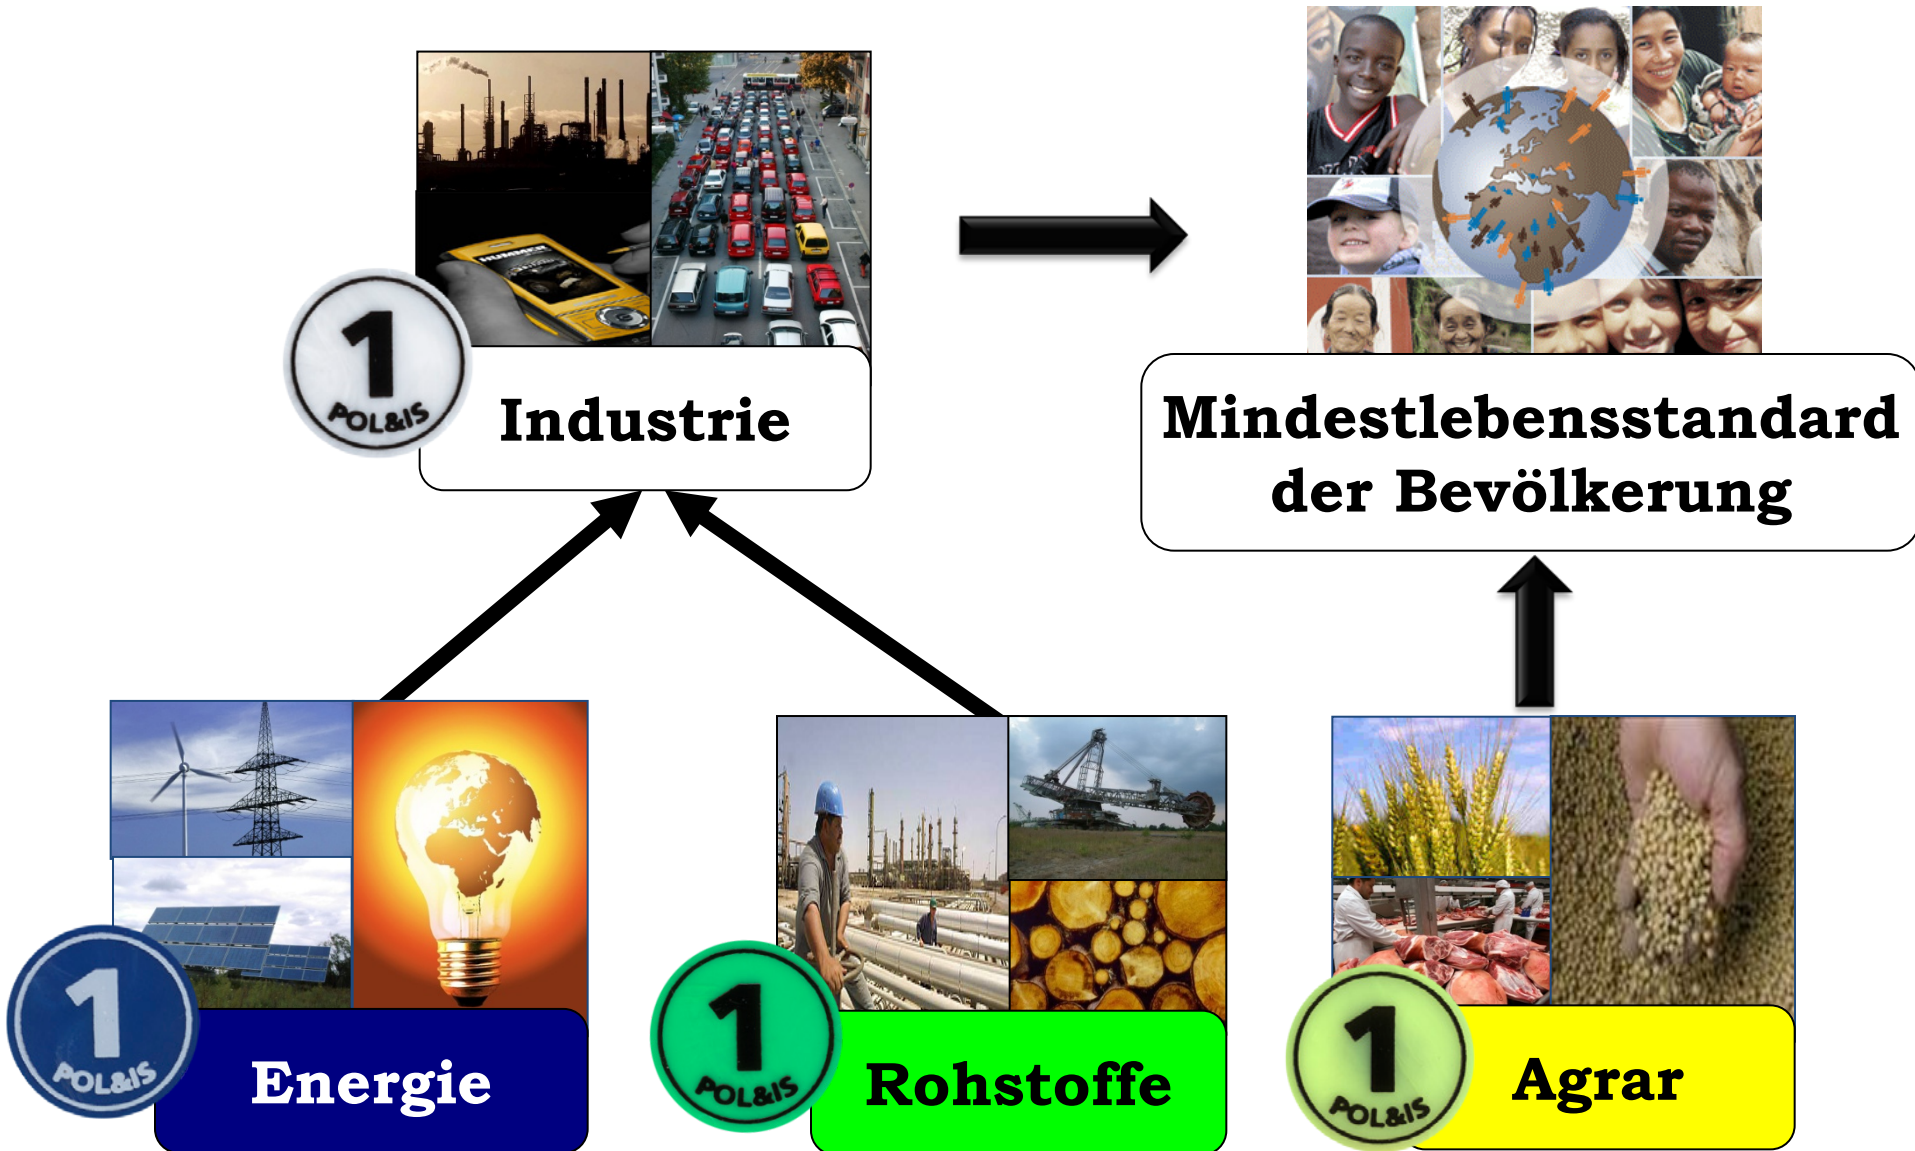 HUMMER
1
POL&IS
Industrie
Mindestlebensstandard
der Bevölkerung
1
POL&IS
Energie
1
POL&IS
Rohstoffe
1
POL&IS
Agrar